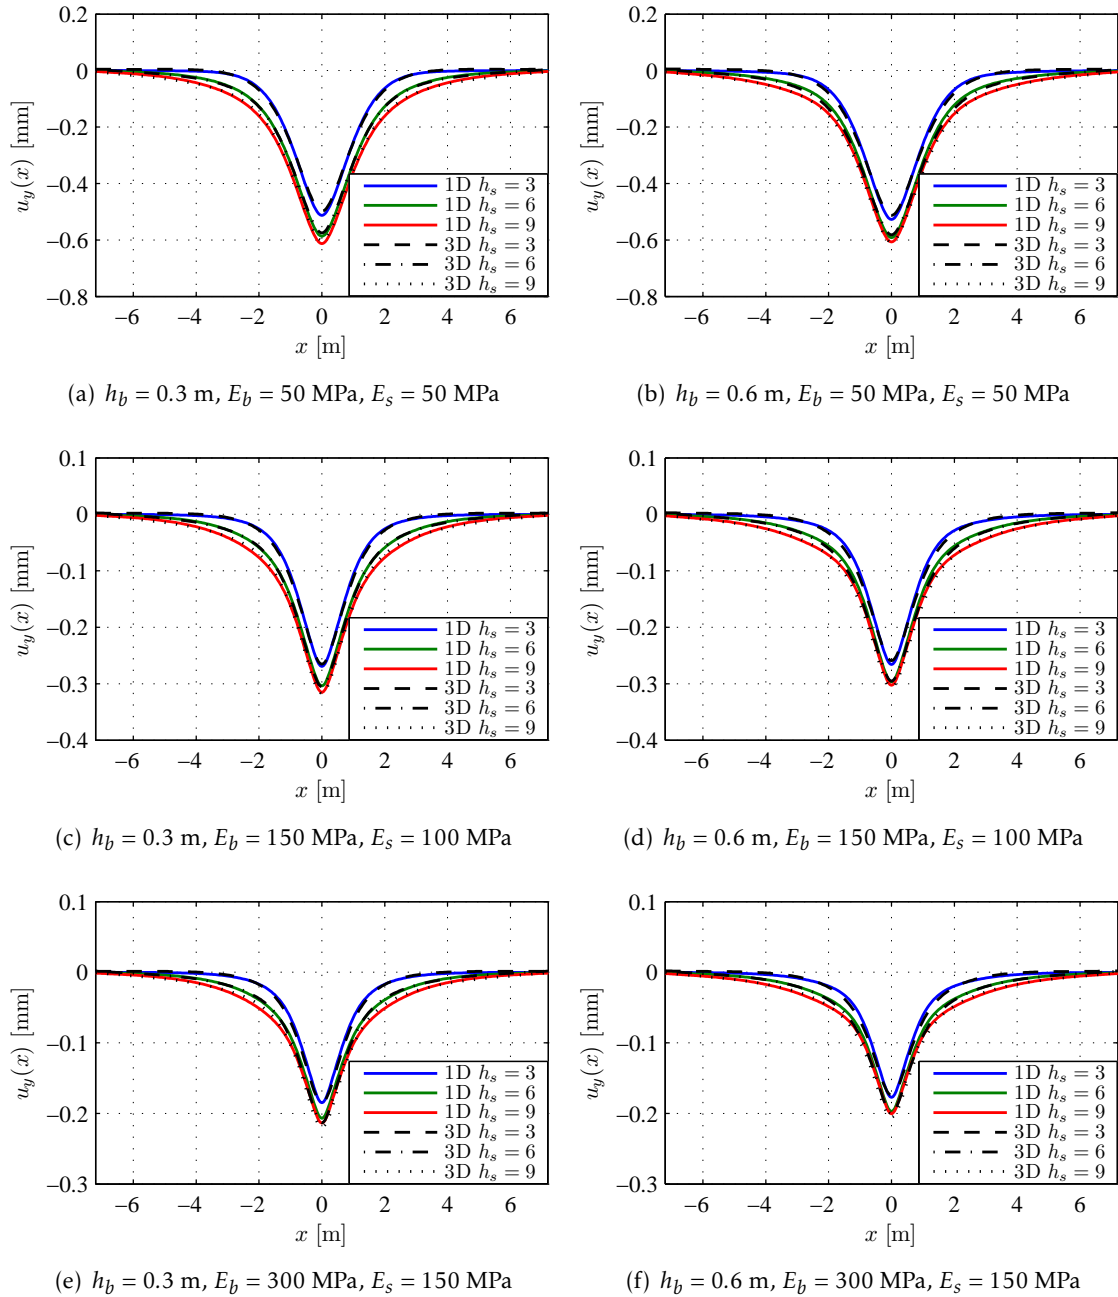 0.2
0
−0.2
−0.4
−0.6
−0.8
u_y(x) [mm]
1D h_s = 3
1D h_s = 6
1D h_s = 9
3D h_s = 3
3D h_s = 6
3D h_s = 9
−6 −4 −2 0 2 4 6
x [m]
(a) h_b = 0.3 m, E_b = 50 MPa, E_s = 50 MPa
0.2
0
−0.2
−0.4
−0.6
−0.8
u_y(x) [mm]
1D h_s = 3
1D h_s = 6
1D h_s = 9
3D h_s = 3
3D h_s = 6
3D h_s = 9
−6 −4 −2 0 2 4 6
x [m]
(b) h_b = 0.6 m, E_b = 50 MPa, E_s = 50 MPa
0.1
0
−0.1
−0.2
−0.3
−0.4
u_y(x) [mm]
1D h_s = 3
1D h_s = 6
1D h_s = 9
3D h_s = 3
3D h_s = 6
3D h_s = 9
−6 −4 −2 0 2 4 6
x [m]
(c) h_b = 0.3 m, E_b = 150 MPa, E_s = 100 MPa
0.1
0
−0.1
−0.2
−0.3
−0.4
u_y(x) [mm]
1D h_s = 3
1D h_s = 6
1D h_s = 9
3D h_s = 3
3D h_s = 6
3D h_s = 9
−6 −4 −2 0 2 4 6
x [m]
(d) h_b = 0.6 m, E_b = 150 MPa, E_s = 100 MPa
0.1
0
−0.1
−0.2
−0.3
u_y(x) [mm]
1D h_s = 3
1D h_s = 6
1D h_s = 9
3D h_s = 3
3D h_s = 6
3D h_s = 9
−6 −4 −2 0 2 4 6
x [m]
(e) h_b = 0.3 m, E_b = 300 MPa, E_s = 150 MPa
0.1
0
−0.1
−0.2
−0.3
u_y(x) [mm]
1D h_s = 3
1D h_s = 6
1D h_s = 9
3D h_s = 3
3D h_s = 6
3D h_s = 9
−6 −4 −2 0 2 4 6
x [m]
(f) h_b = 0.6 m, E_b = 300 MPa, E_s = 150 MPa